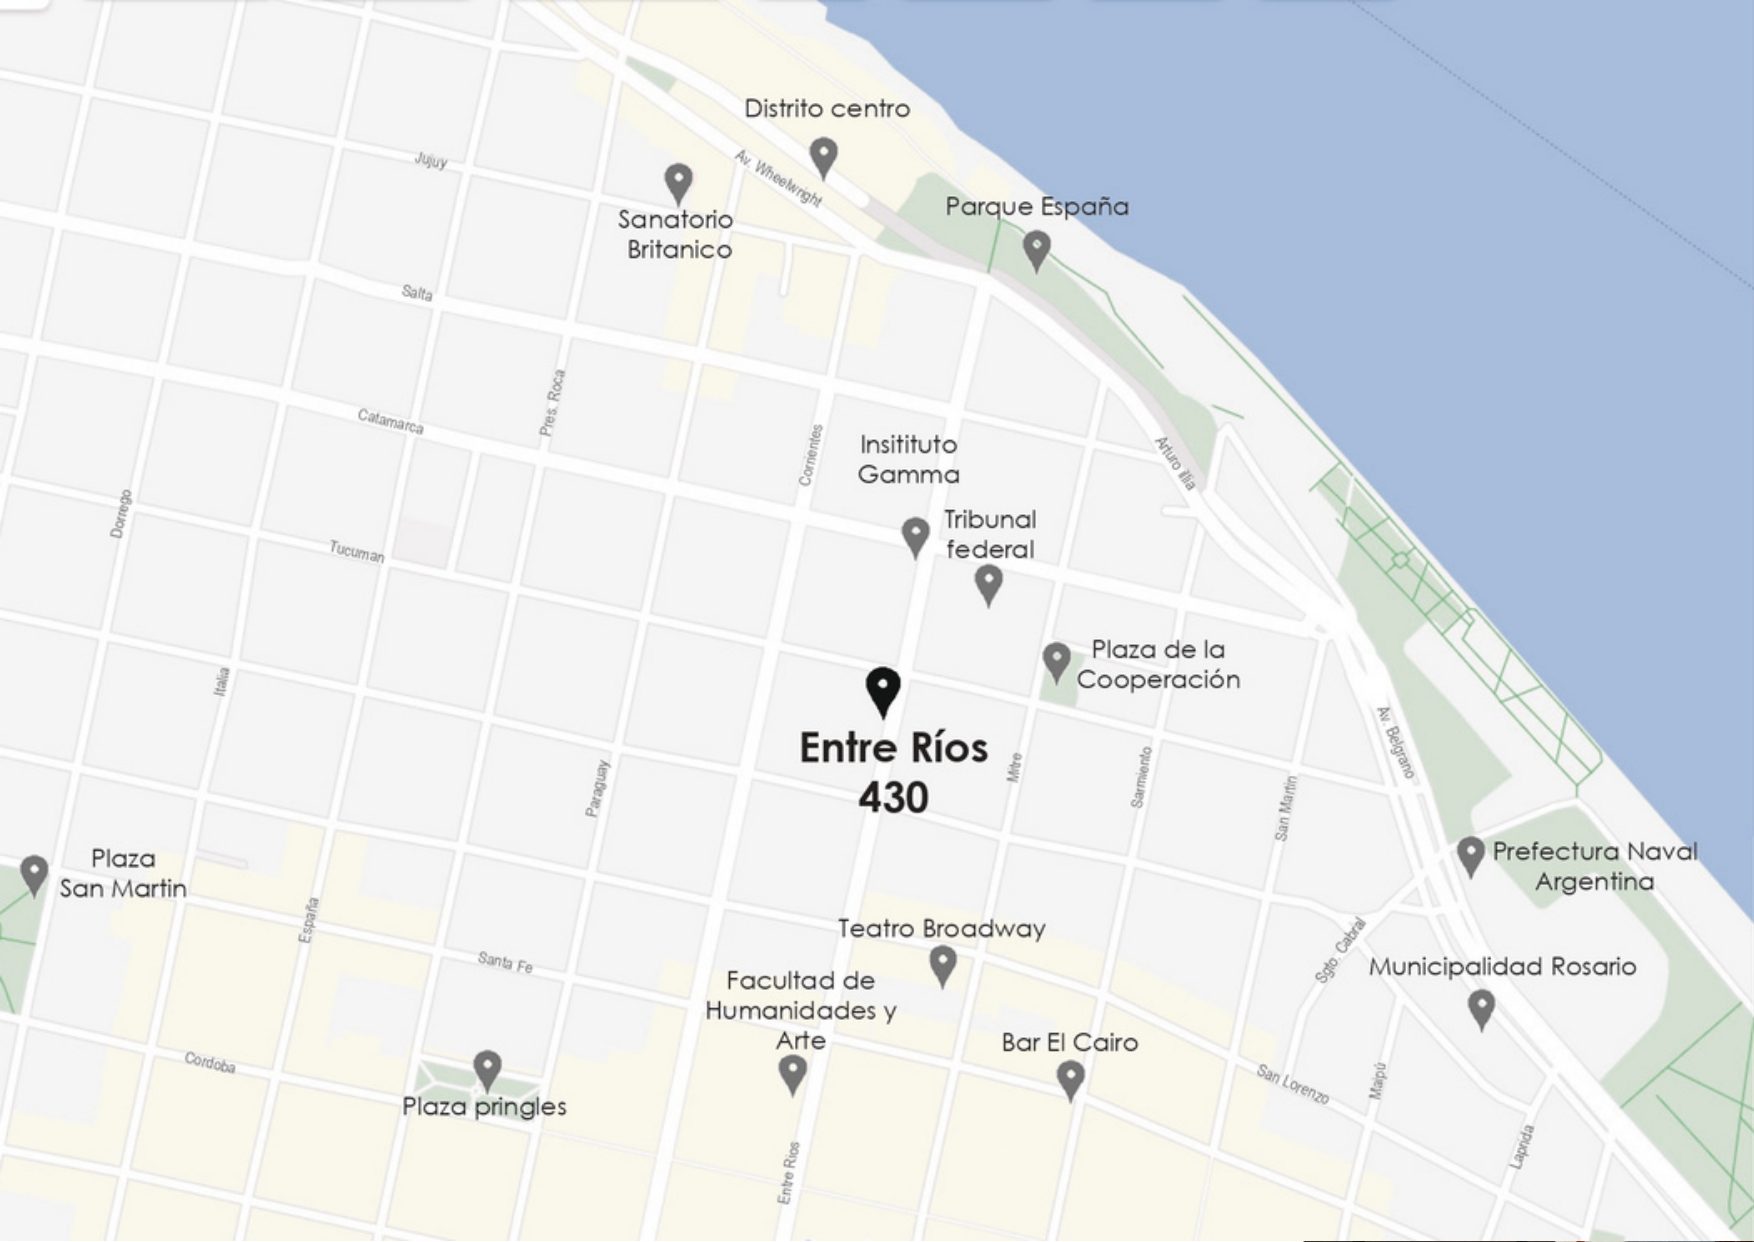 Distrito centro
Av. Wheelwright
Jujuy
Sanatorio
Britanico
Parque España
Salta
Pres. Roca
Catamarca
Corrientes
Insitituto
Gamma
Arturo illia
Dorrego
Tribunal
federal
Tucuman
Plaza de la
Cooperación
Italia
Entre Ríos
430
Av. Belgrano
Mitre
Sarmiento
Paraguay
San Martin
Plaza
San Martin
Prefectura Naval
Argentina
España
Teatro Broadway
Sgto. Cabral
Santa Fe
Municipalidad Rosario
Facultad de
Humanidades y
Arte
Bar El Cairo
Cordoba
San Lorenzo
Maipú
Plaza pringles
Laprida
Entre Rios